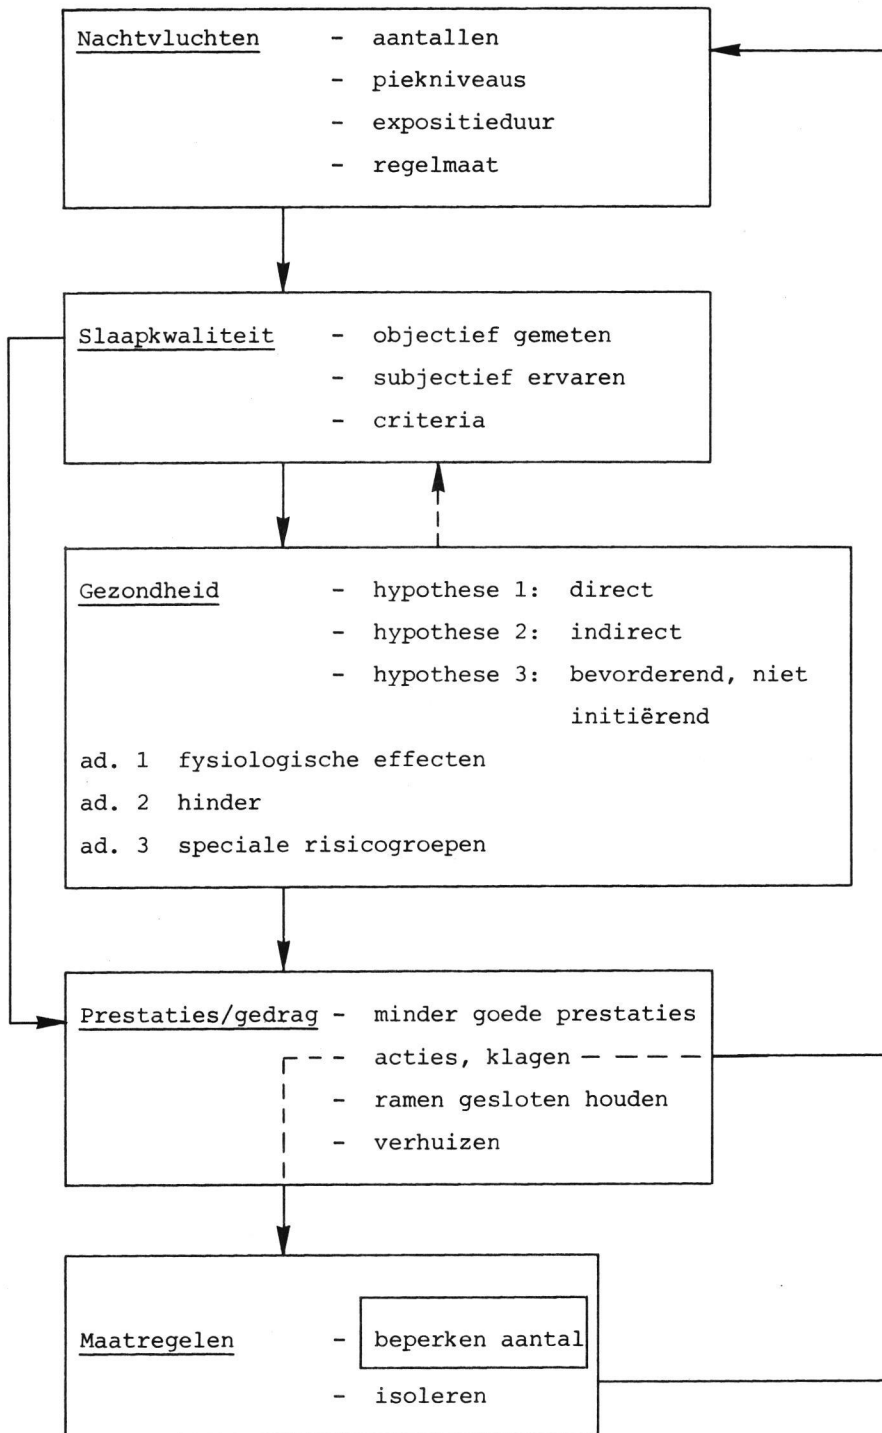 Nachtvluchten - aantallen
- piekniveaus
- expositieduur
- regelmaat
Slaapkwaliteit - objectief gemeten
- subjectief ervaren
- criteria
Gezondheid - hypothese 1: direct
- hypothese 2: indirect
- hypothese 3: bevorderend, niet
initiërend
ad. 1 fysiologische effecten
ad. 2 hinder
ad. 3 speciale risicogroepen
Prestaties/gedrag - minder goede prestaties
- acties, klagen
- ramen gesloten houden
- verhuizen
Maatregelen - beperken aantal
- isoleren